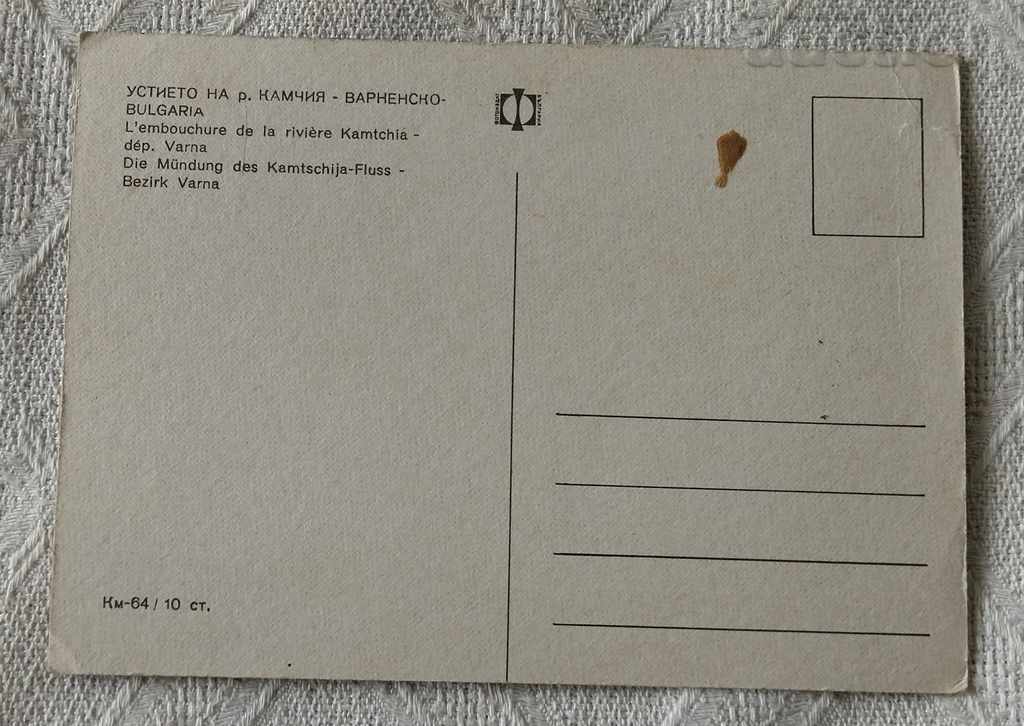 УСТИЕТО НА р. КАМЧИЯ - ВАРНЕНСКО-
BULGARIA
L'embouchure de la rivière Kamtchia -
dép. Varna
Die Mündung des Kamtschija-Fluss -
Bezirk Varna
Км-64 / 10 ст.